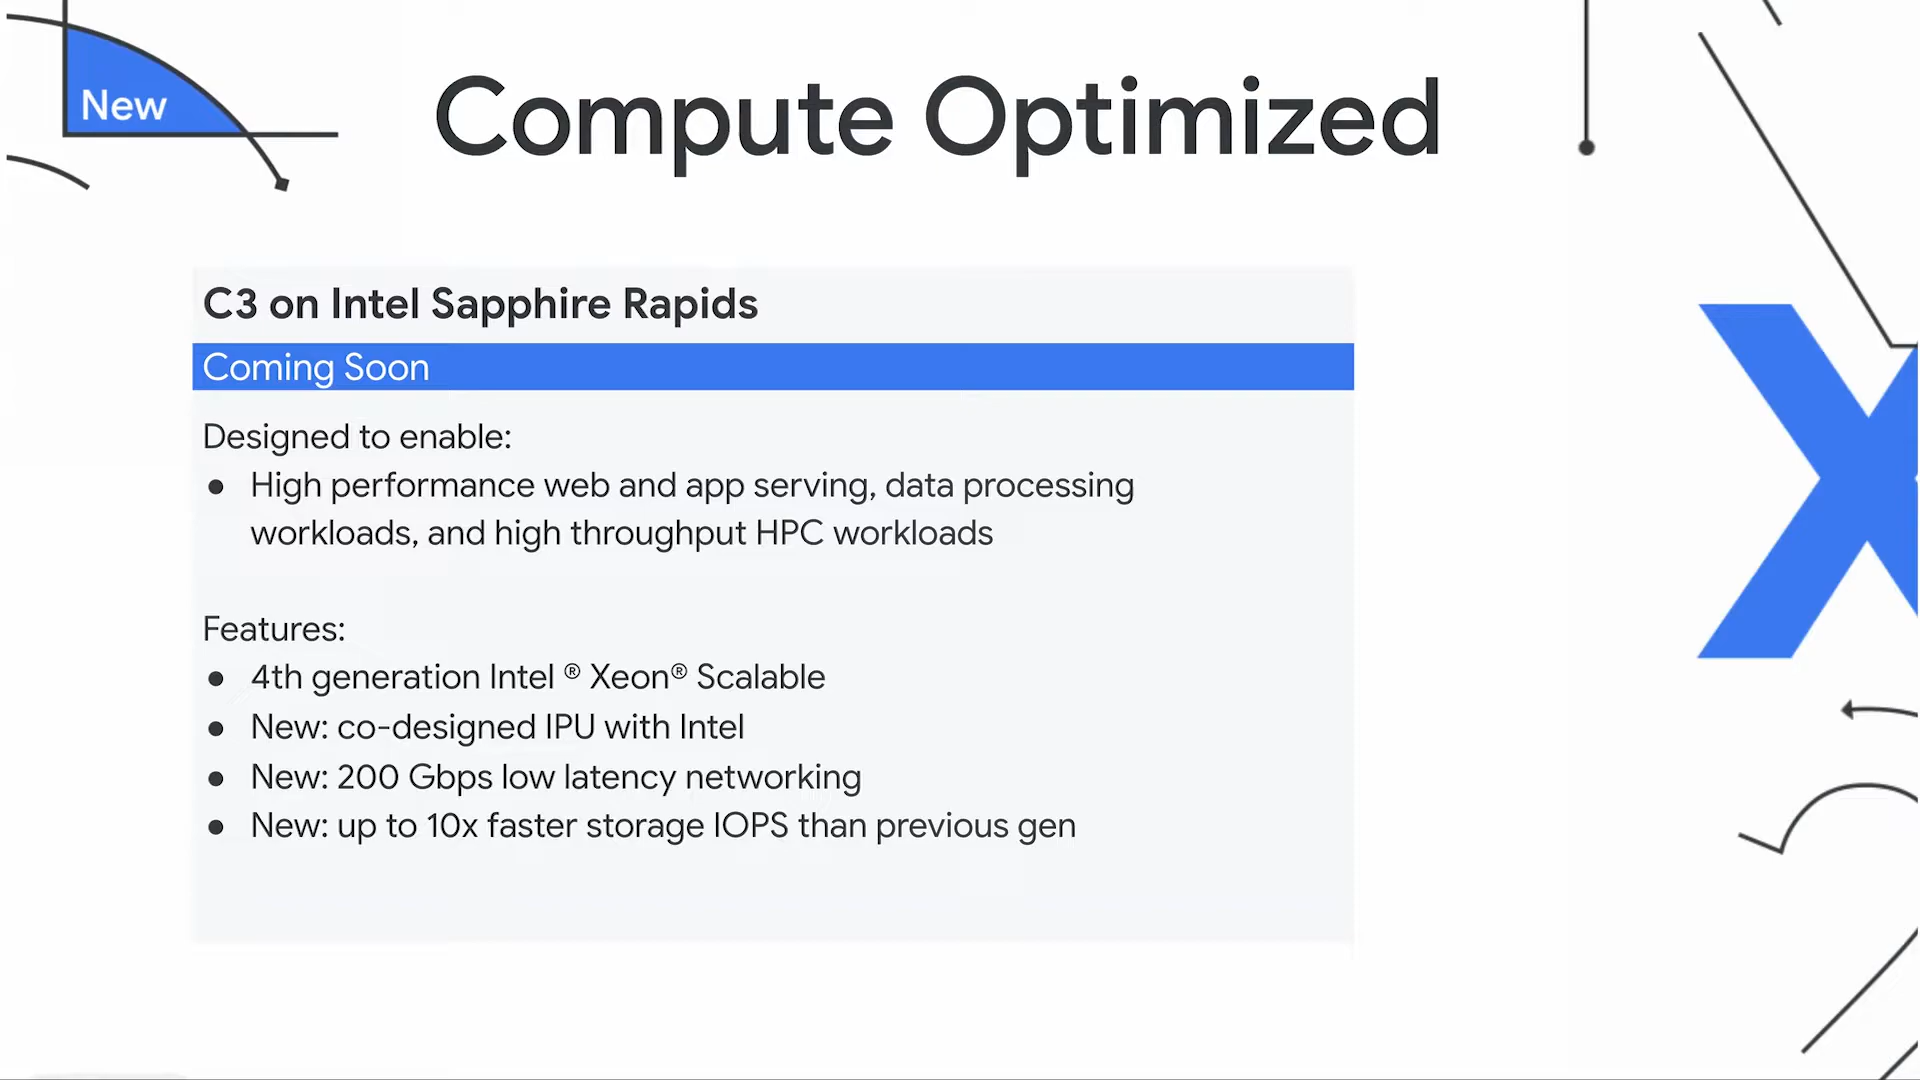 New
Compute Optimized
C3 on Intel Sapphire Rapids
Coming Soon
Designed to enable:
● High performance web and app serving, data processing
workloads, and high throughput HPC workloads
Features:
● 4th generation Intel ® Xeon® Scalable
● New: co-designed IPU with Intel
● New: 200 Gbps low latency networking
● New: up to 10x faster storage IOPS than previous gen
X